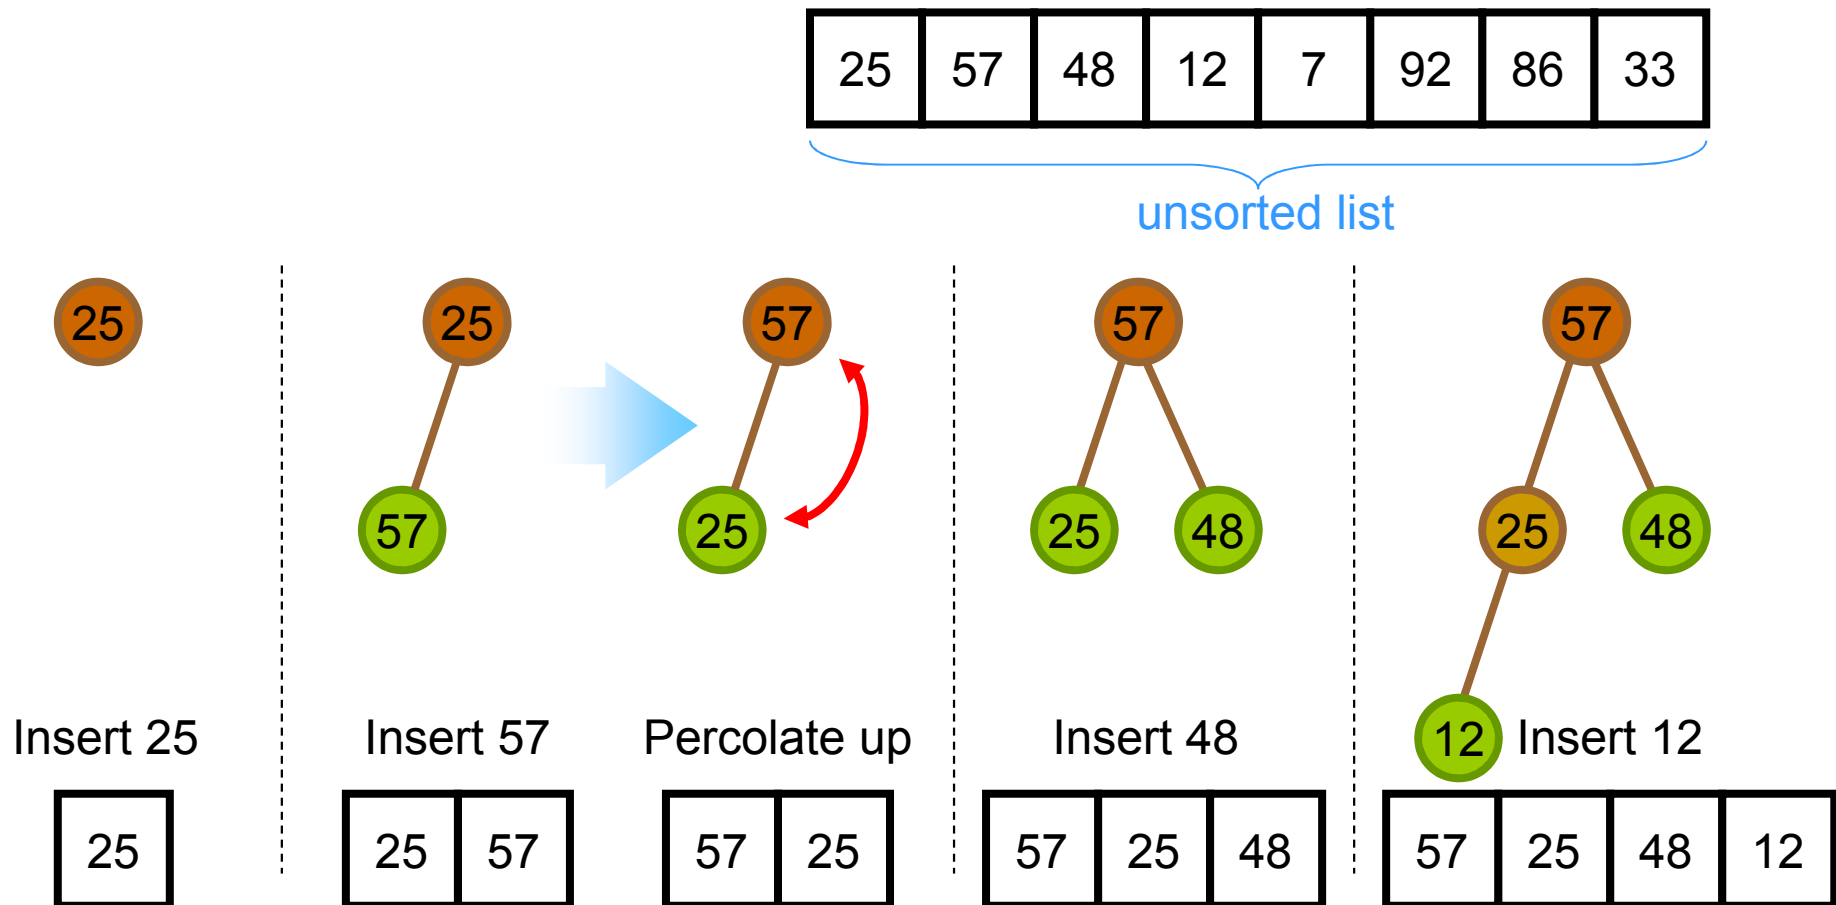 25 57 48 12 7 92 86 33
unsorted list
25 25 57 57 57
57 25 25 48 25 48
12
Insert 25 Insert 57 Percolate up Insert 48 Insert 12
25 25 57 57 25 57 25 48 57 25 48 12